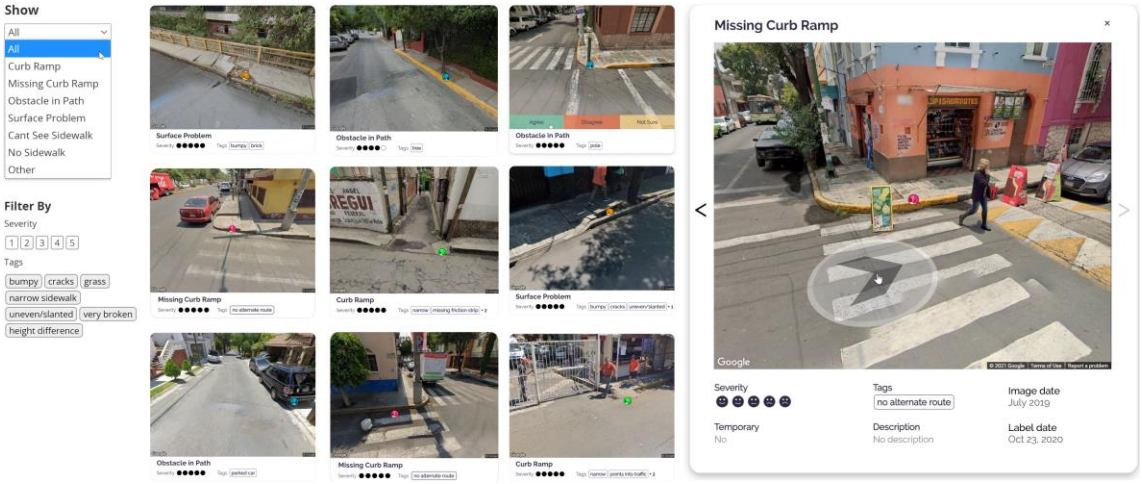 Show
All
All
Curb Ramp
Missing Curb Ramp
Obstacle in Path
Surface Problem
Cant See Sidewalk
No Sidewalk
Other
Filter By
Severity
1 2 3 4 5
Tags
bumpy cracks grass
narrow sidewalk
uneven/slanted very broken
height difference
Surface Problem
Severity Tags bumpy brick
Obstacle in Path
Severity Tags tree
Agree Disagree Not Sure
Obstacle in Path
Severity Tags pole
Missing Curb Ramp
Severity Tags no alternate route
ANGEL
REGUI
FEDERAL
Curb Ramp
Severity Tags narrow missing friction strip +2
Surface Problem
Severity Tags bumpy cracks uneven/slanted +1
Obstacle in Path
Severity Tags parked car
Missing Curb Ramp
Severity Tags no alternate route
Curb Ramp
Severity Tags narrow points into traffic +2
Missing Curb Ramp
×
<
>
Google
© 2021 Google Terms of Use Report a problem
Severity
Tags
no alternate route
Image date
July 2019
Temporary
No
Description
No description
Label date
Oct 23, 2020